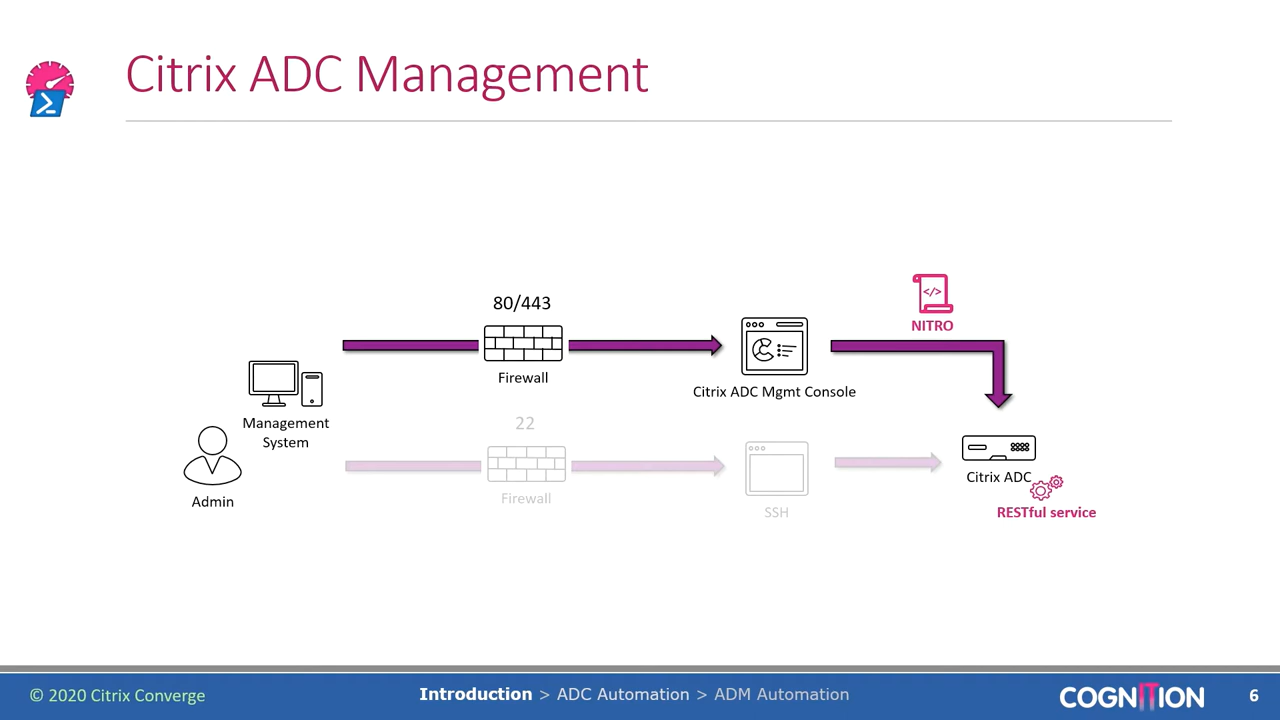 Citrix ADC Management
80/443
Firewall
Citrix ADC Mgmt Console
</>
NITRO
Management
System
Admin
22
Firewall
SSH
Citrix ADC
RESTful service
© 2020 Citrix Converge
Introduction > ADC Automation > ADM Automation
COGNITION
6